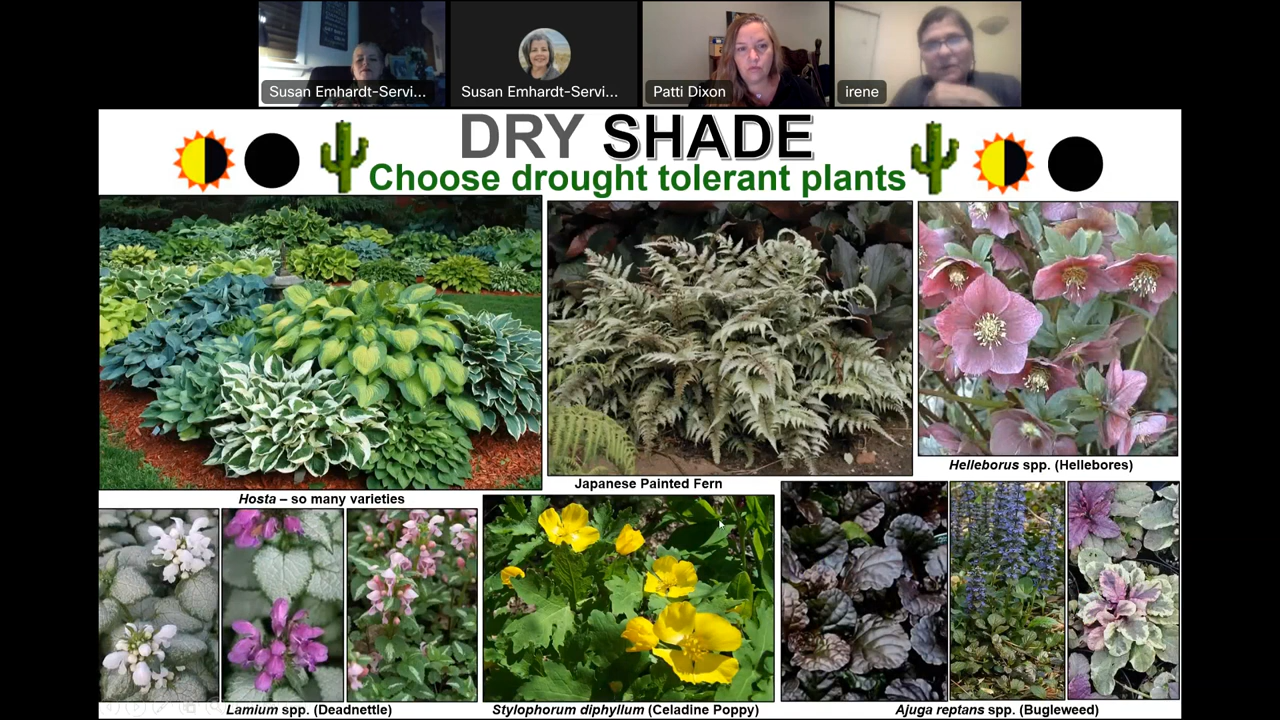 Susan Emhardt-Servi...
Susan Emhardt-Servi...
Patti Dixon
irene
DRY SHADE
Choose drought tolerant plants
Helleborus spp. (Hellebores)
Japanese Painted Fern
Hosta – so many varieties
Lamium spp. (Deadnettle)
Stylophorum diphyllum (Celadine Poppy)
Ajuga reptans spp. (Bugleweed)